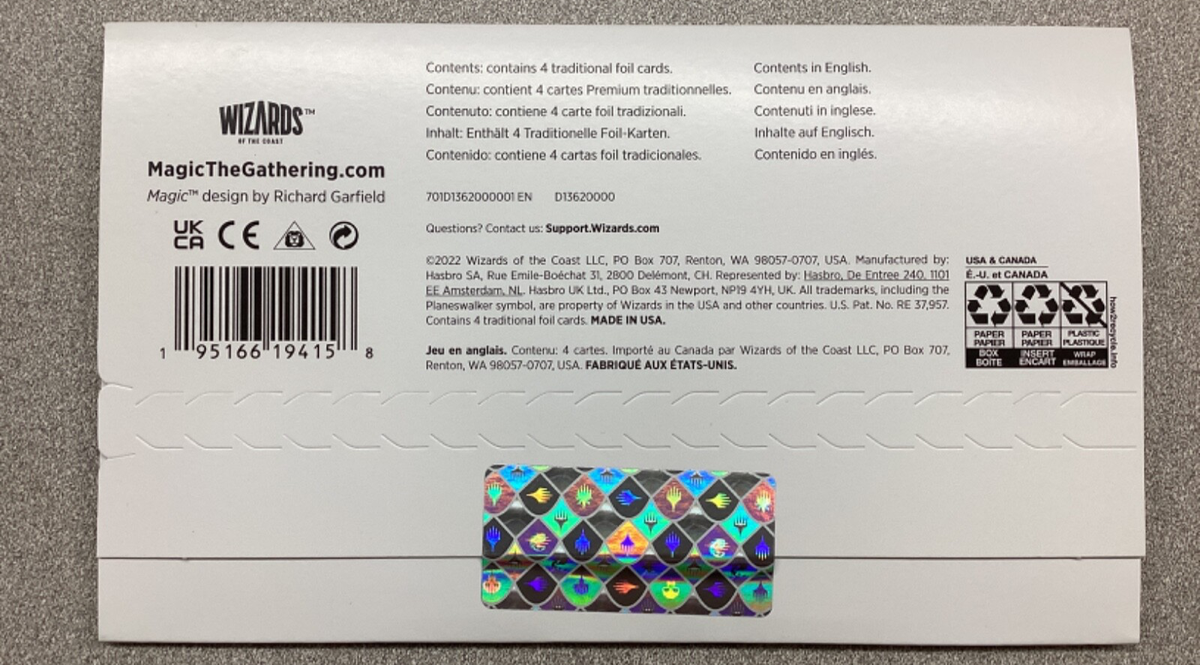 WIZARDS™
OF THE COAST
MagicTheGathering.com
Magic™ design by Richard Garfield
UK
CA CE
1 95166 19415 8
Contents: contains 4 traditional foil cards.
Contenu: contient 4 cartes Premium traditionnelles.
Contenuto: contiene 4 carte foil tradizionali.
Inhalt: Enthält 4 Traditionelle Foil-Karten.
Contenido: contiene 4 cartas foil tradicionales.
Contents in English.
Contenu en anglais.
Contenuti in inglese.
Inhalte auf Englisch.
Contenido en inglés.
701D1362000001 EN D13620000
Questions? Contact us: Support.Wizards.com
©2022 Wizards of the Coast LLC, PO Box 707, Renton, WA 98057-0707, USA. Manufactured by:
Hasbro SA, Rue Emile-Boéchat 31, 2800 Delémont, CH. Represented by: Hasbro, De Entree 240, 1101
EE Amsterdam, NL. Hasbro UK Ltd., PO Box 43 Newport, NP19 4YH, UK. All trademarks, including the
Planeswalker symbol, are property of Wizards in the USA and other countries. U.S. Pat. No. RE 37,957.
Contains 4 traditional foil cards. MADE IN USA.
Jeu en anglais. Contenu: 4 cartes. Importé au Canada par Wizards of the Coast LLC, PO Box 707,
Renton, WA 98057-0707, USA. FABRIQUÉ AUX ÉTATS-UNIS.
USA & CANADA
É.-U. et CANADA
PAPER
PAPIER
BOX
BOÎTE
PAPER
PAPIER
INSERT
ENCART
PLASTIC
PLASTIQUE
WRAP
EMBALLAGE
how2recycle.info